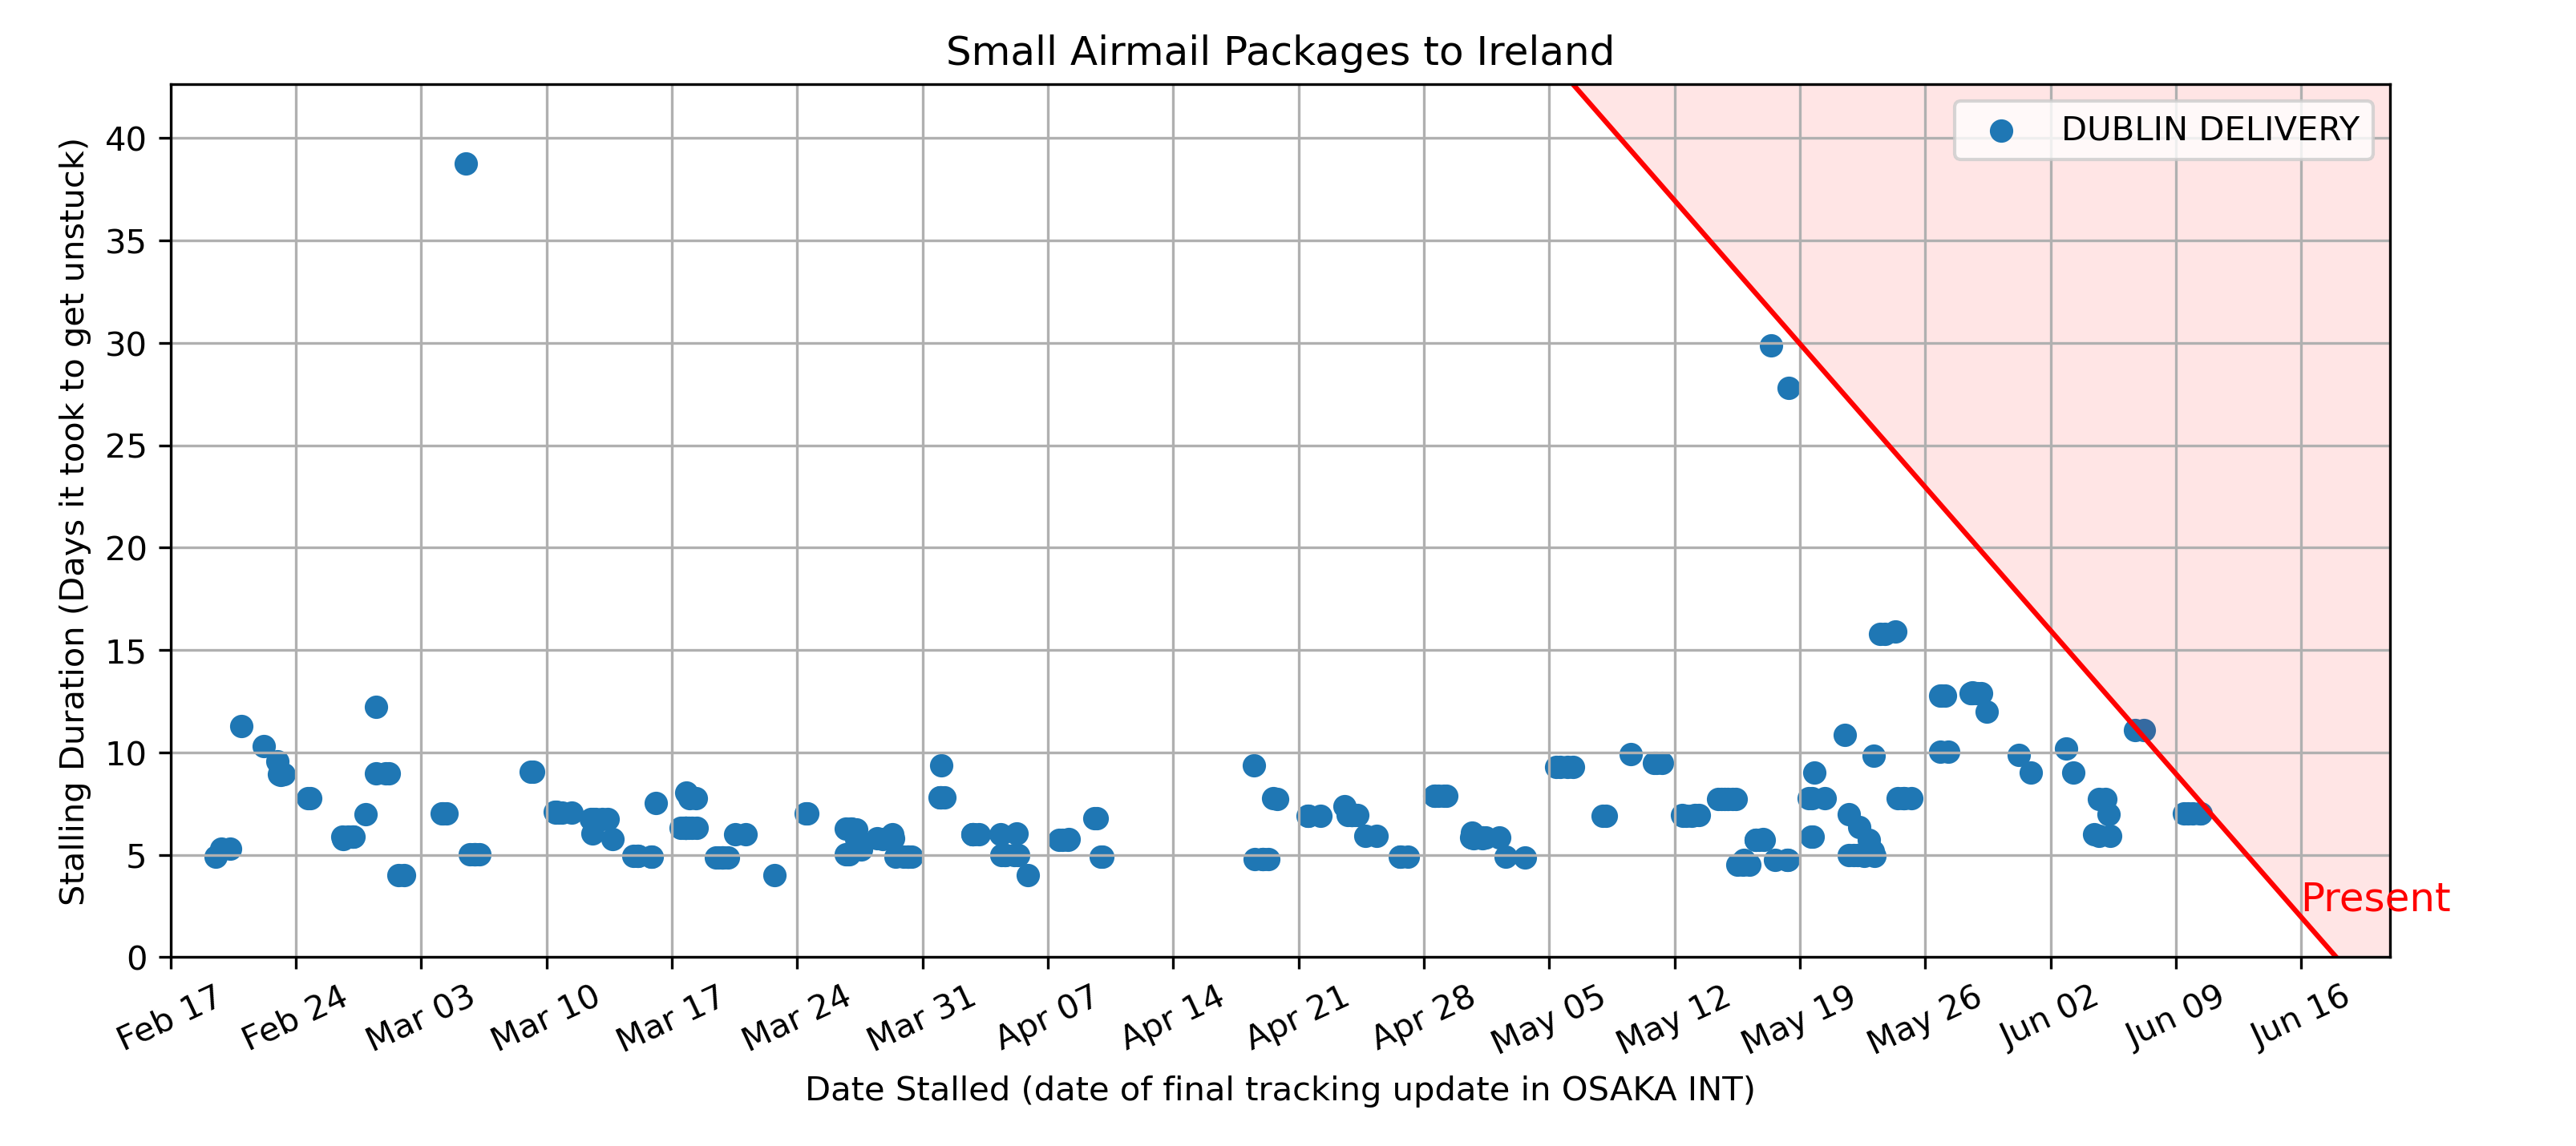 Small Airmail Packages to Ireland
DUBLIN DELIVERY
Stalling Duration (Days it took to get unstuck)
40
35
30
25
20
15
10
5
0
Present
Feb 17
Feb 24
Mar 03
Mar 10
Mar 17
Mar 24
Mar 31
Apr 07
Apr 14
Apr 21
Apr 28
May 05
May 12
May 19
May 26
Jun 02
Jun 09
Jun 16
Date Stalled (date of final tracking update in OSAKA INT)